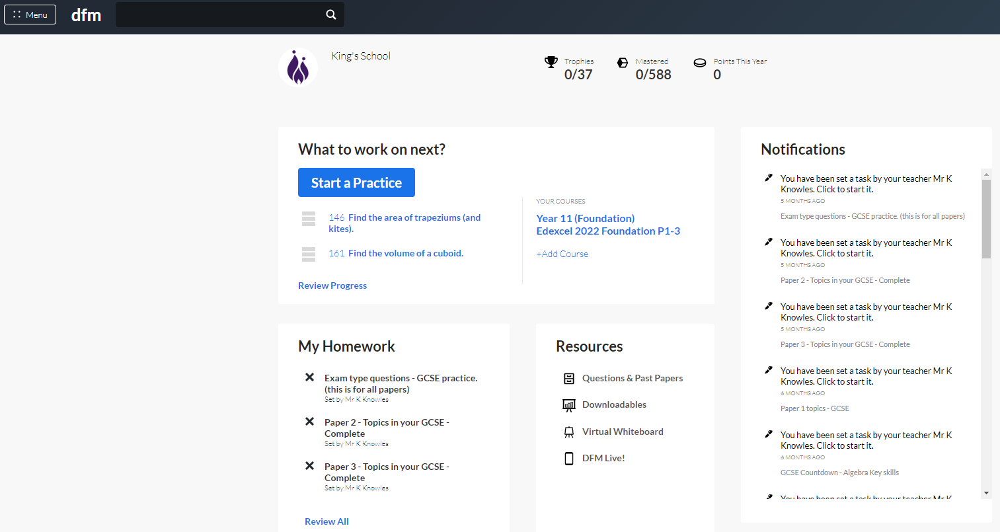 Menu
dfm
King's School
Trophies
0/37
Mastered
0/588
Points This Year
0
What to work on next?
Start a Practice
146 Find the area of trapeziums (and
kites).
161 Find the volume of a cuboid.
Review Progress
YOUR COURSES
Year 11 (Foundation)
Edexcel 2022 Foundation P1-3
+Add Course
My Homework
Exam type questions - GCSE practice.
(this is for all papers)
Set by Mr K Knowles
Paper 2 - Topics in your GCSE -
Complete
Set by Mr K Knowles
Paper 3 - Topics in your GCSE -
Complete
Set by Mr K Knowles
Review All
Resources
Questions & Past Papers
Downloadables
Virtual Whiteboard
DFM Live!
Notifications
You have been set a task by your teacher Mr K
Knowles. Click to start it.
5 MONTHS AGO
Exam type questions - GCSE practice. (this is for all papers)
You have been set a task by your teacher Mr K
Knowles. Click to start it.
5 MONTHS AGO
Paper 2 - Topics in your GCSE - Complete
You have been set a task by your teacher Mr K
Knowles. Click to start it.
5 MONTHS AGO
Paper 3 - Topics in your GCSE - Complete
You have been set a task by your teacher Mr K
Knowles. Click to start it.
6 MONTHS AGO
Paper 1 topics - GCSE
You have been set a task by your teacher Mr K
Knowles. Click to start it.
6 MONTHS AGO
GCSE Countdown - Algebra Key skills
You have been set a task by your teacher Mr K